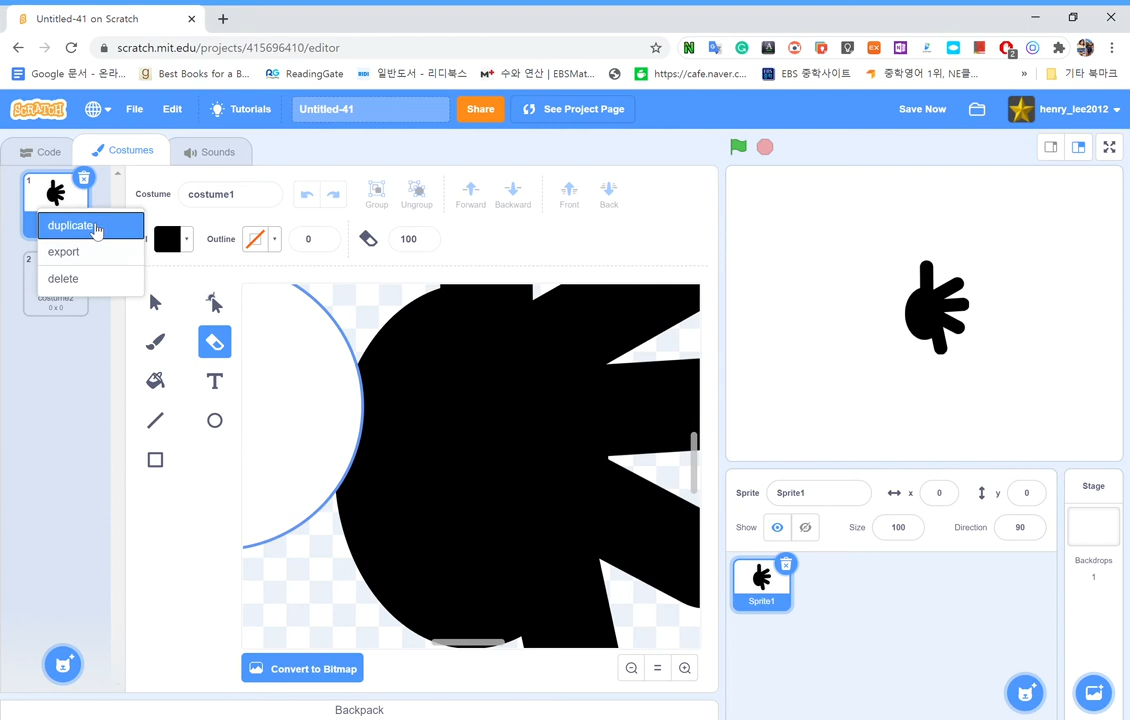 Untitled-41 on Scratch
scratch.mit.edu/projects/415696410/editor
2
Google 문서 - 온라... Best Books for a B... ReadingGate 일반도서 - 리디북스 수와 연산 | EBSMat... https://cafe.naver.c... EBS 중학사이트 중학영어 1위, NE클... » 기타 북마크
SCRATCH File Edit Tutorials Untitled-41 Share See Project Page Save Now henry_lee2012
Code Costumes Sounds
1
duplicate
export
delete
2
costume2
0 x 0
Costume costume1 Group Ungroup Forward Backward Front Back
Outline 0 100
Convert to Bitmap
Backpack
Sprite Sprite1 x 0 y 0
Show Size 100 Direction 90
Sprite1
Stage
Backdrops
1